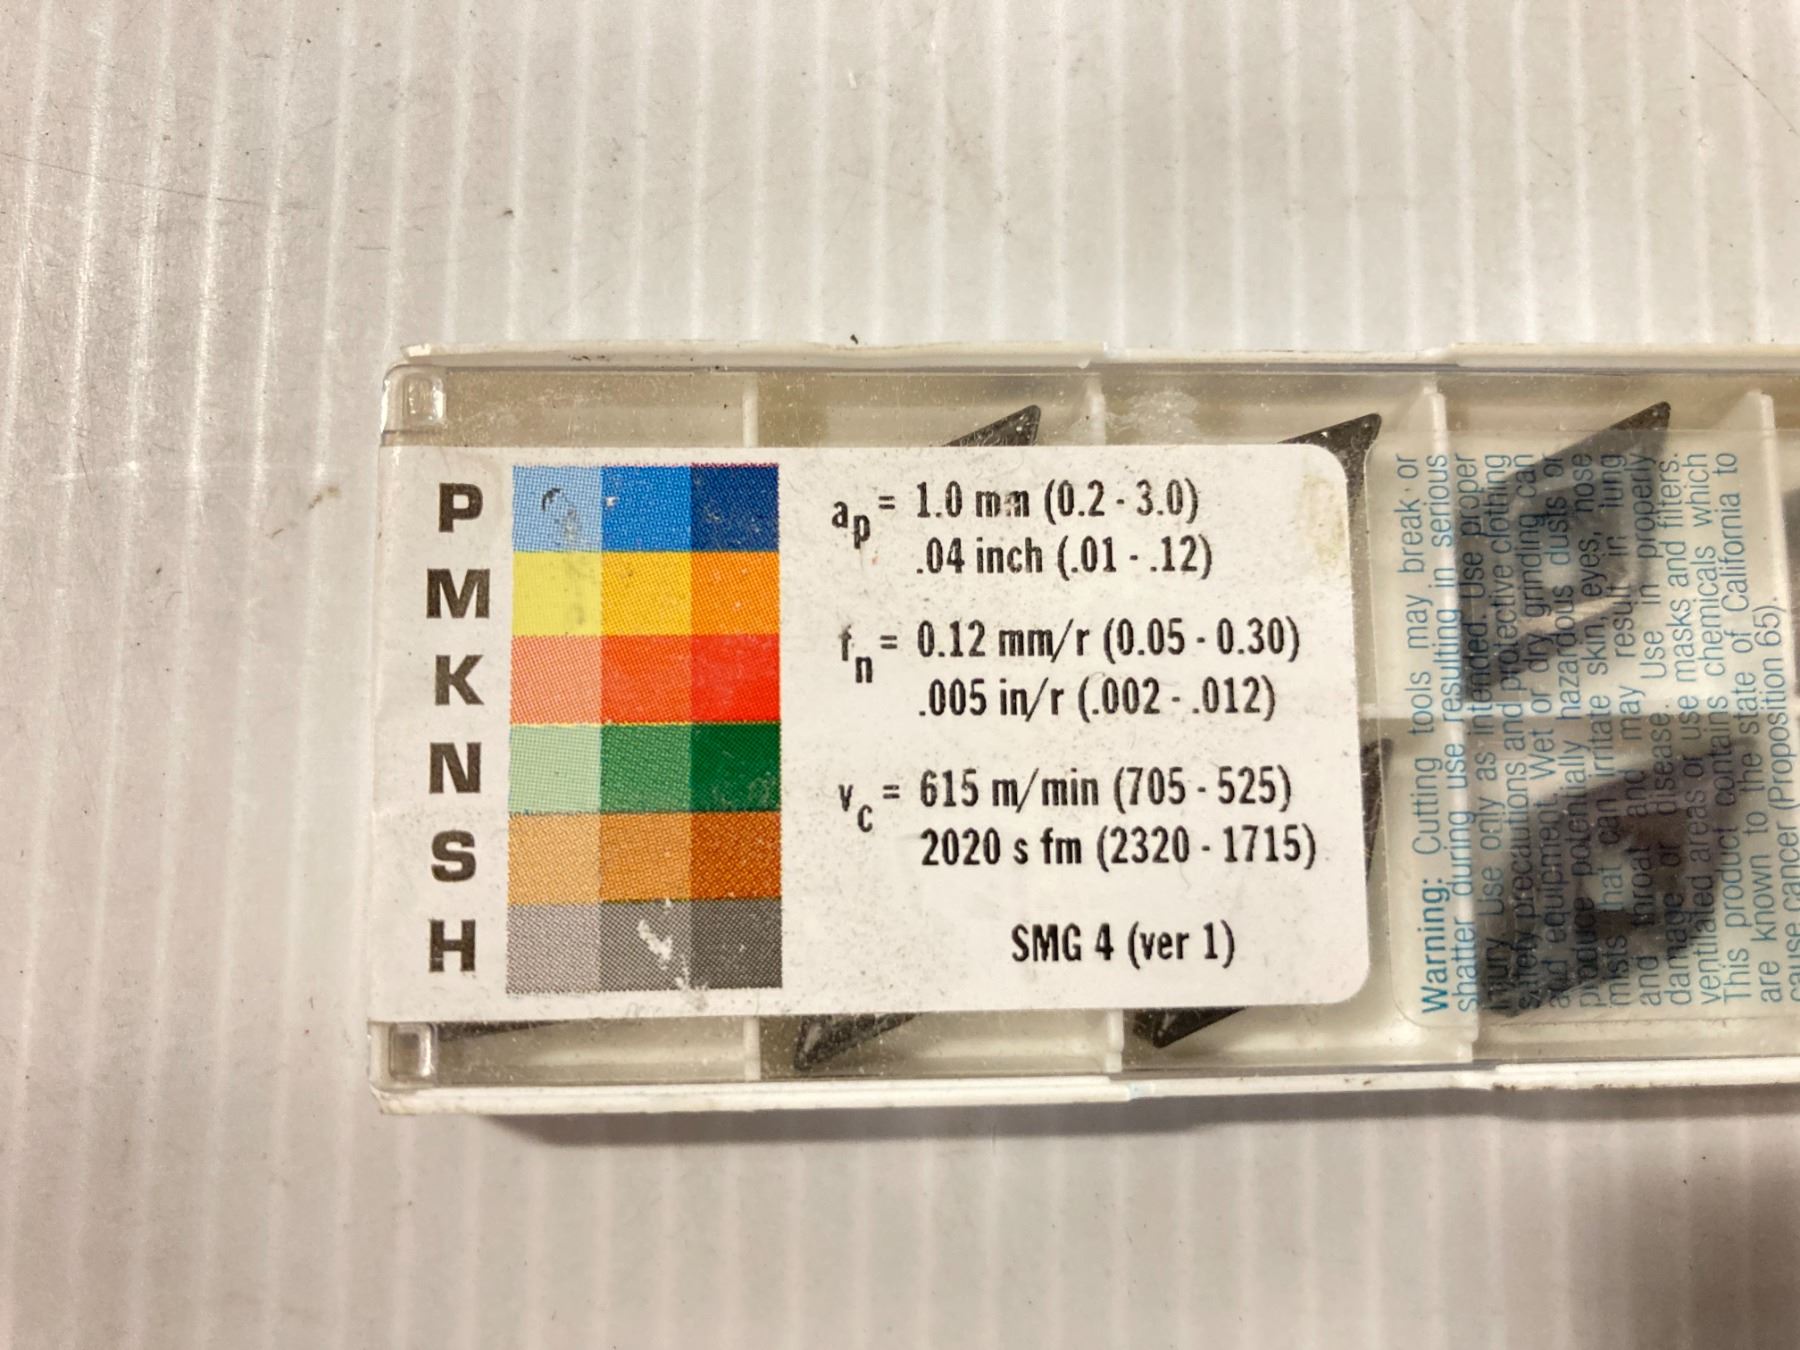 P
M
K
N
S
H
ap = 1.0 mm (0.2 - 3.0)
.04 inch (.01 - .12)
fn = 0.12 mm/r (0.05 - 0.30)
.005 in/r (.002 - .012)
vc = 615 m/min (705 - 525)
2020 s fm (2320 - 1715)
SMG 4 (ver 1)
Warning: Cutting tools may break or
shatter during use resulting in serious
injury. Use only as intended. Use proper
safety precautions and protective clothing
and equipment. Wet or dry grinding can
produce potentially hazardous dusts or
mists that can irritate skin, eyes, nose
and throat and may result in lung
damage or disease. Use in properly
ventilated areas or use masks and filters.
This product contains chemicals which
are known to the state of California to
cause cancer (Proposition 65).